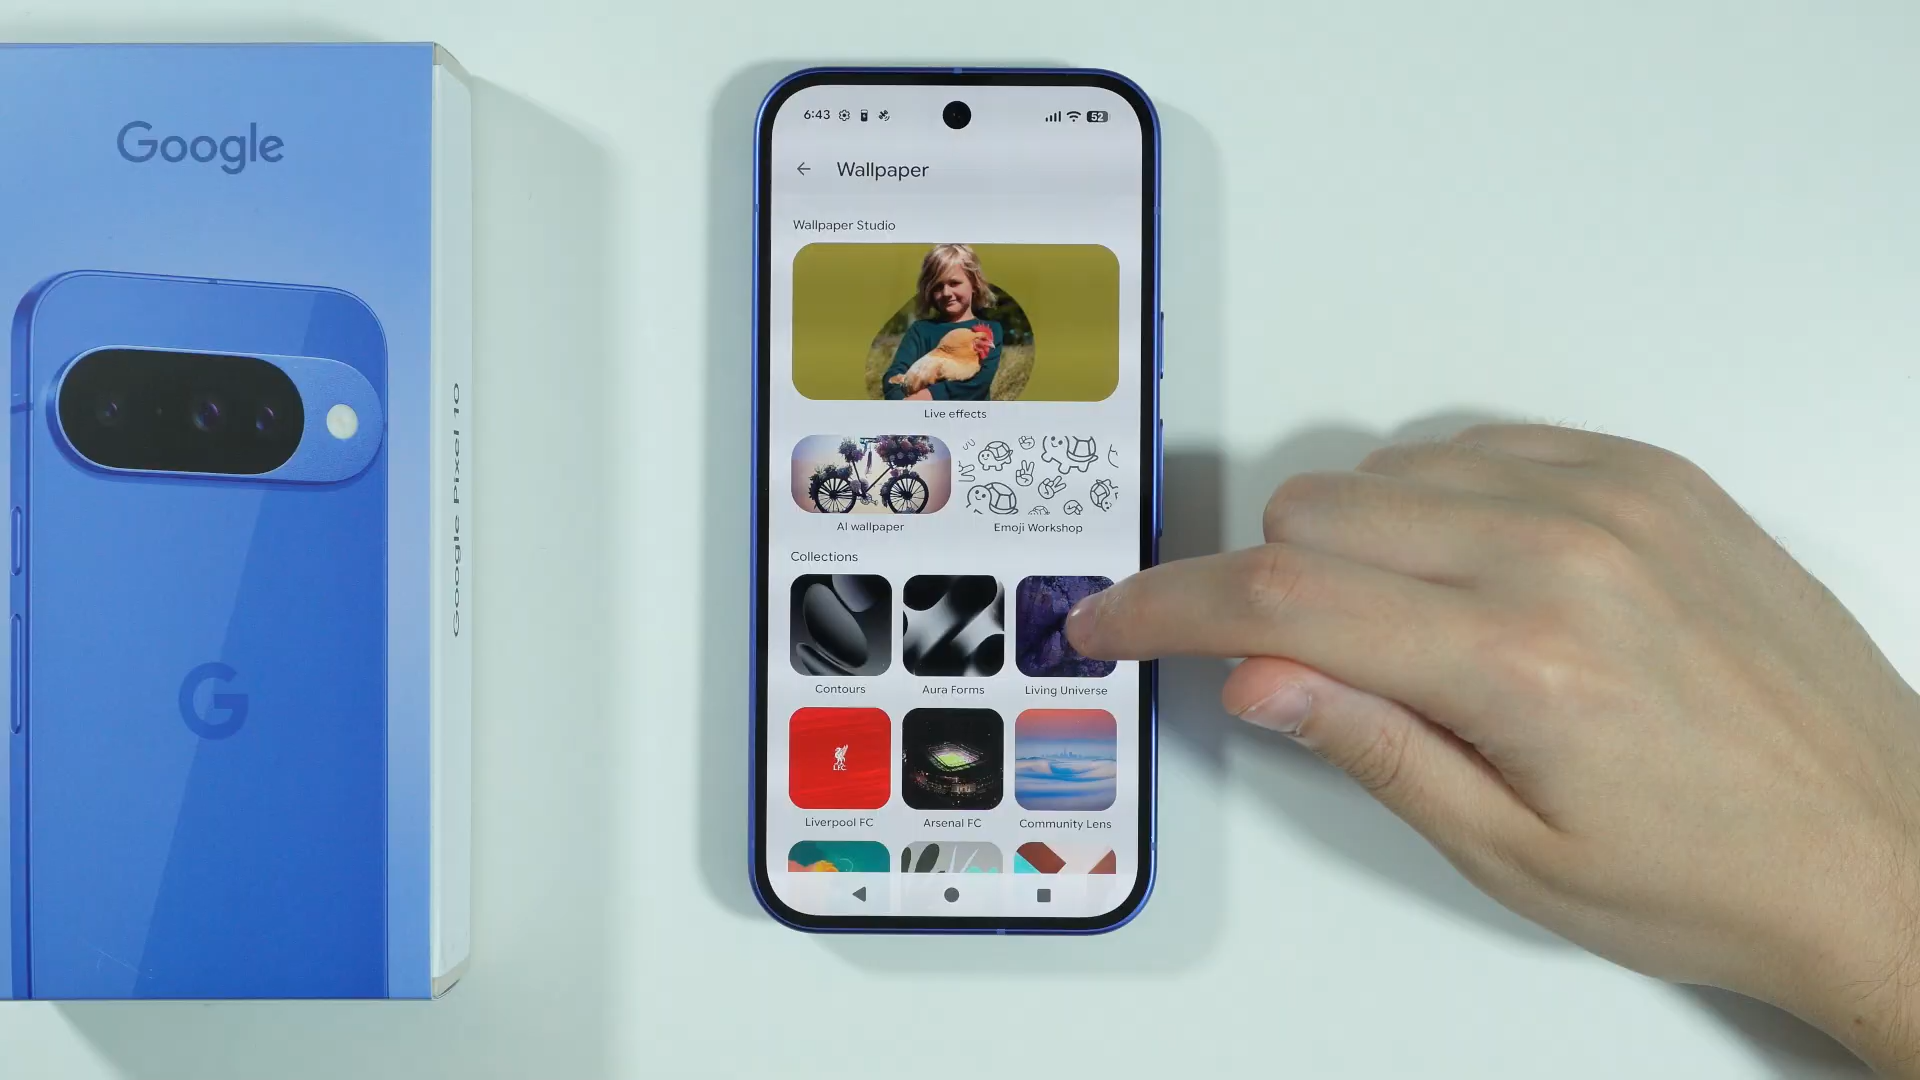 Google
Google Pixel 10
G
6:43
52
Wallpaper
Wallpaper Studio
Live effects
AI wallpaper
Emoji Workshop
Collections
Contours
Aura Forms
Living Universe
L.F.C.
Liverpool FC
Arsenal FC
Community Lens